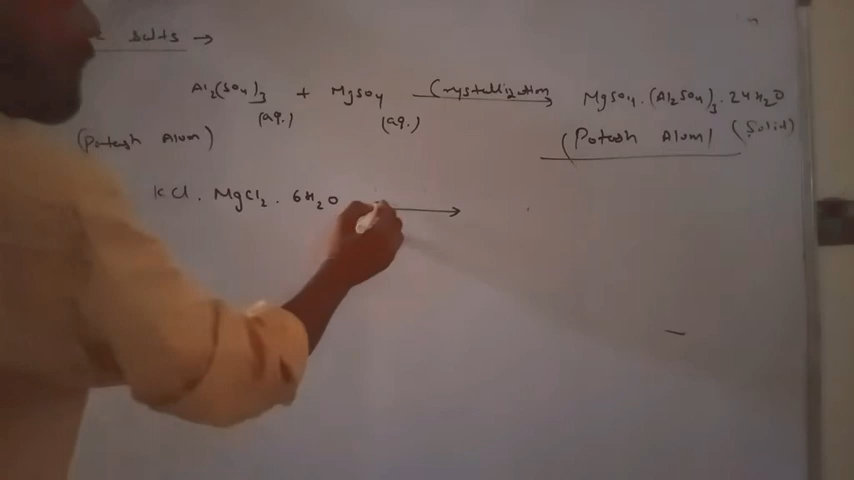 salts →
Al₂(SO₄)₃ + MgSO₄ Crystallization MgSO₄.(Al₂SO₄)₃.24H₂O
(aq.) (aq.) (Potash Alum) (Solid)
(Potash Alum)
KCl. MgCl₂. 6H₂O →